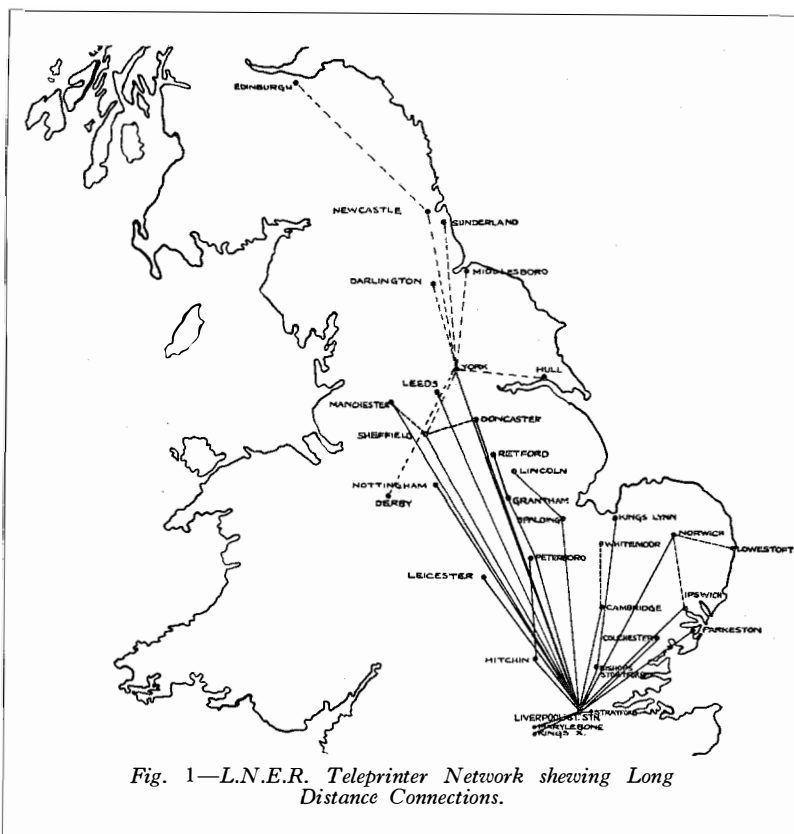 EDINBURGH
NEWCASTLE
SUNDERLAND
DARLINGTON
MIDDLESBORO
YORK
HULL
LEEDS
MANCHESTER
DONCASTER
SHEFFIELD
RETFORD
LINCOLN
NOTTINGHAM
DERBY
GRANTHAM
SPALDING
KINGS LYNN
NORWICH
WHITEMOOR
LOWESTOFT
PETERBORO
LEICESTER
IPSWICH
CAMBRIDGE
PARKESTON
COLCHESTER
HITCHIN
BISHOPS
STORTFORD
LIVERPOOL ST. STN
STRATFORD
MARYLEBONE
KINGS X.
Fig. 1—L.N.E.R. Teleprinter Network shewing Long
Distance Connections.